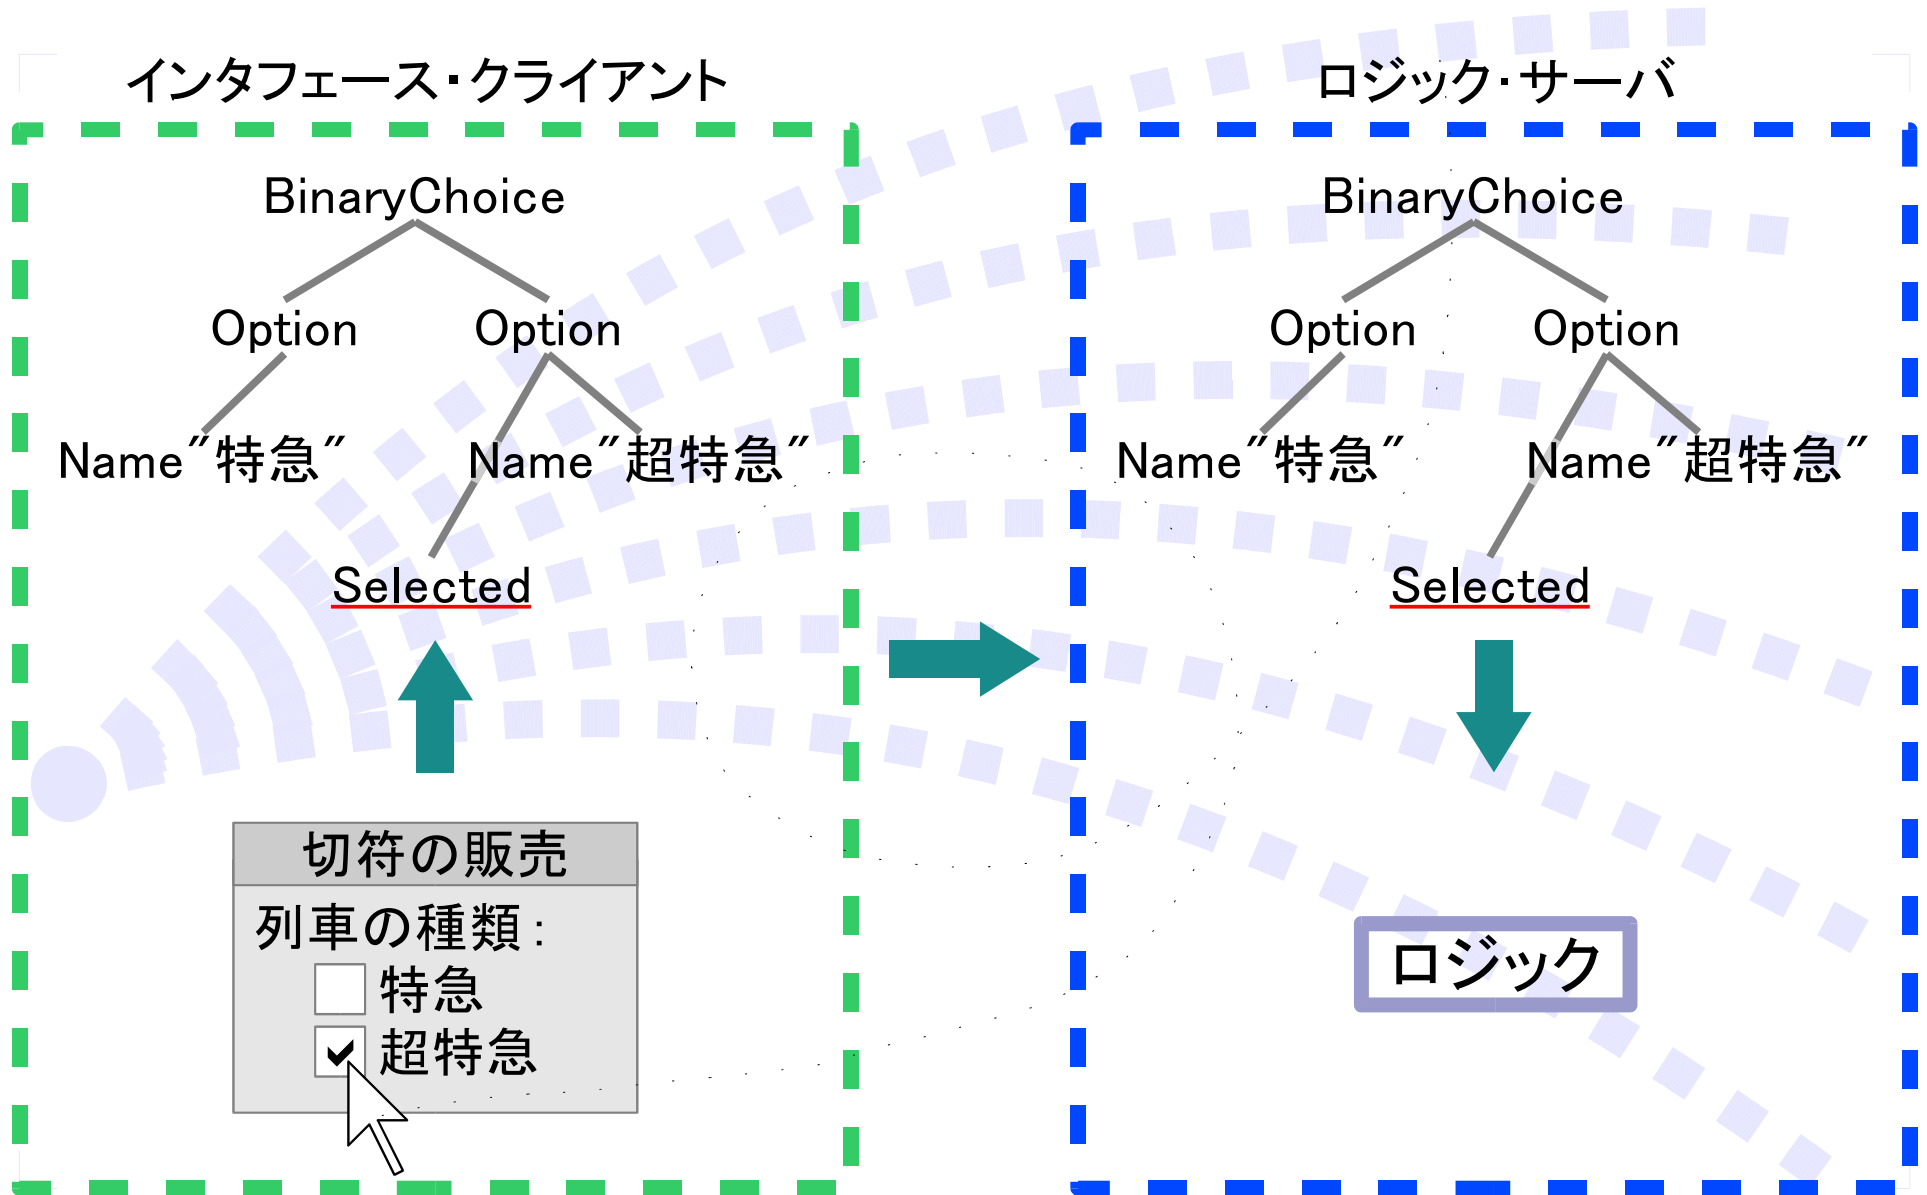 インタフェース・クライアント
BinaryChoice
Option Option
Name"特急" Name"超特急"
Selected
切符の販売
列車の種類：
特急
超特急
ロジック・サーバ
BinaryChoice
Option Option
Name"特急" Name"超特急"
Selected
ロジック